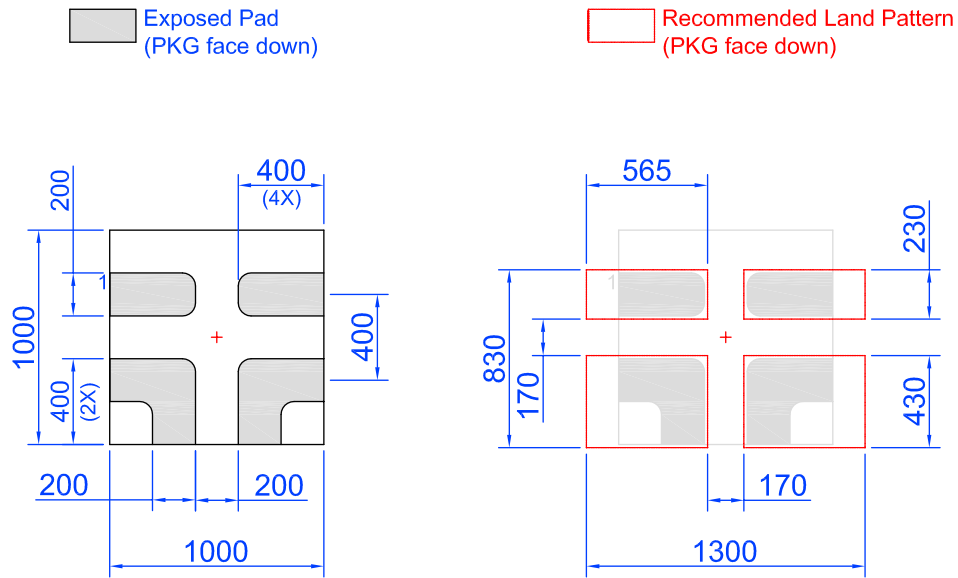 Exposed Pad
(PKG face down)
Recommended Land Pattern
(PKG face down)
200
400
(4X)
1
1000
400
400
(2X)
200
200
1000
565
230
1
830
170
430
170
1300